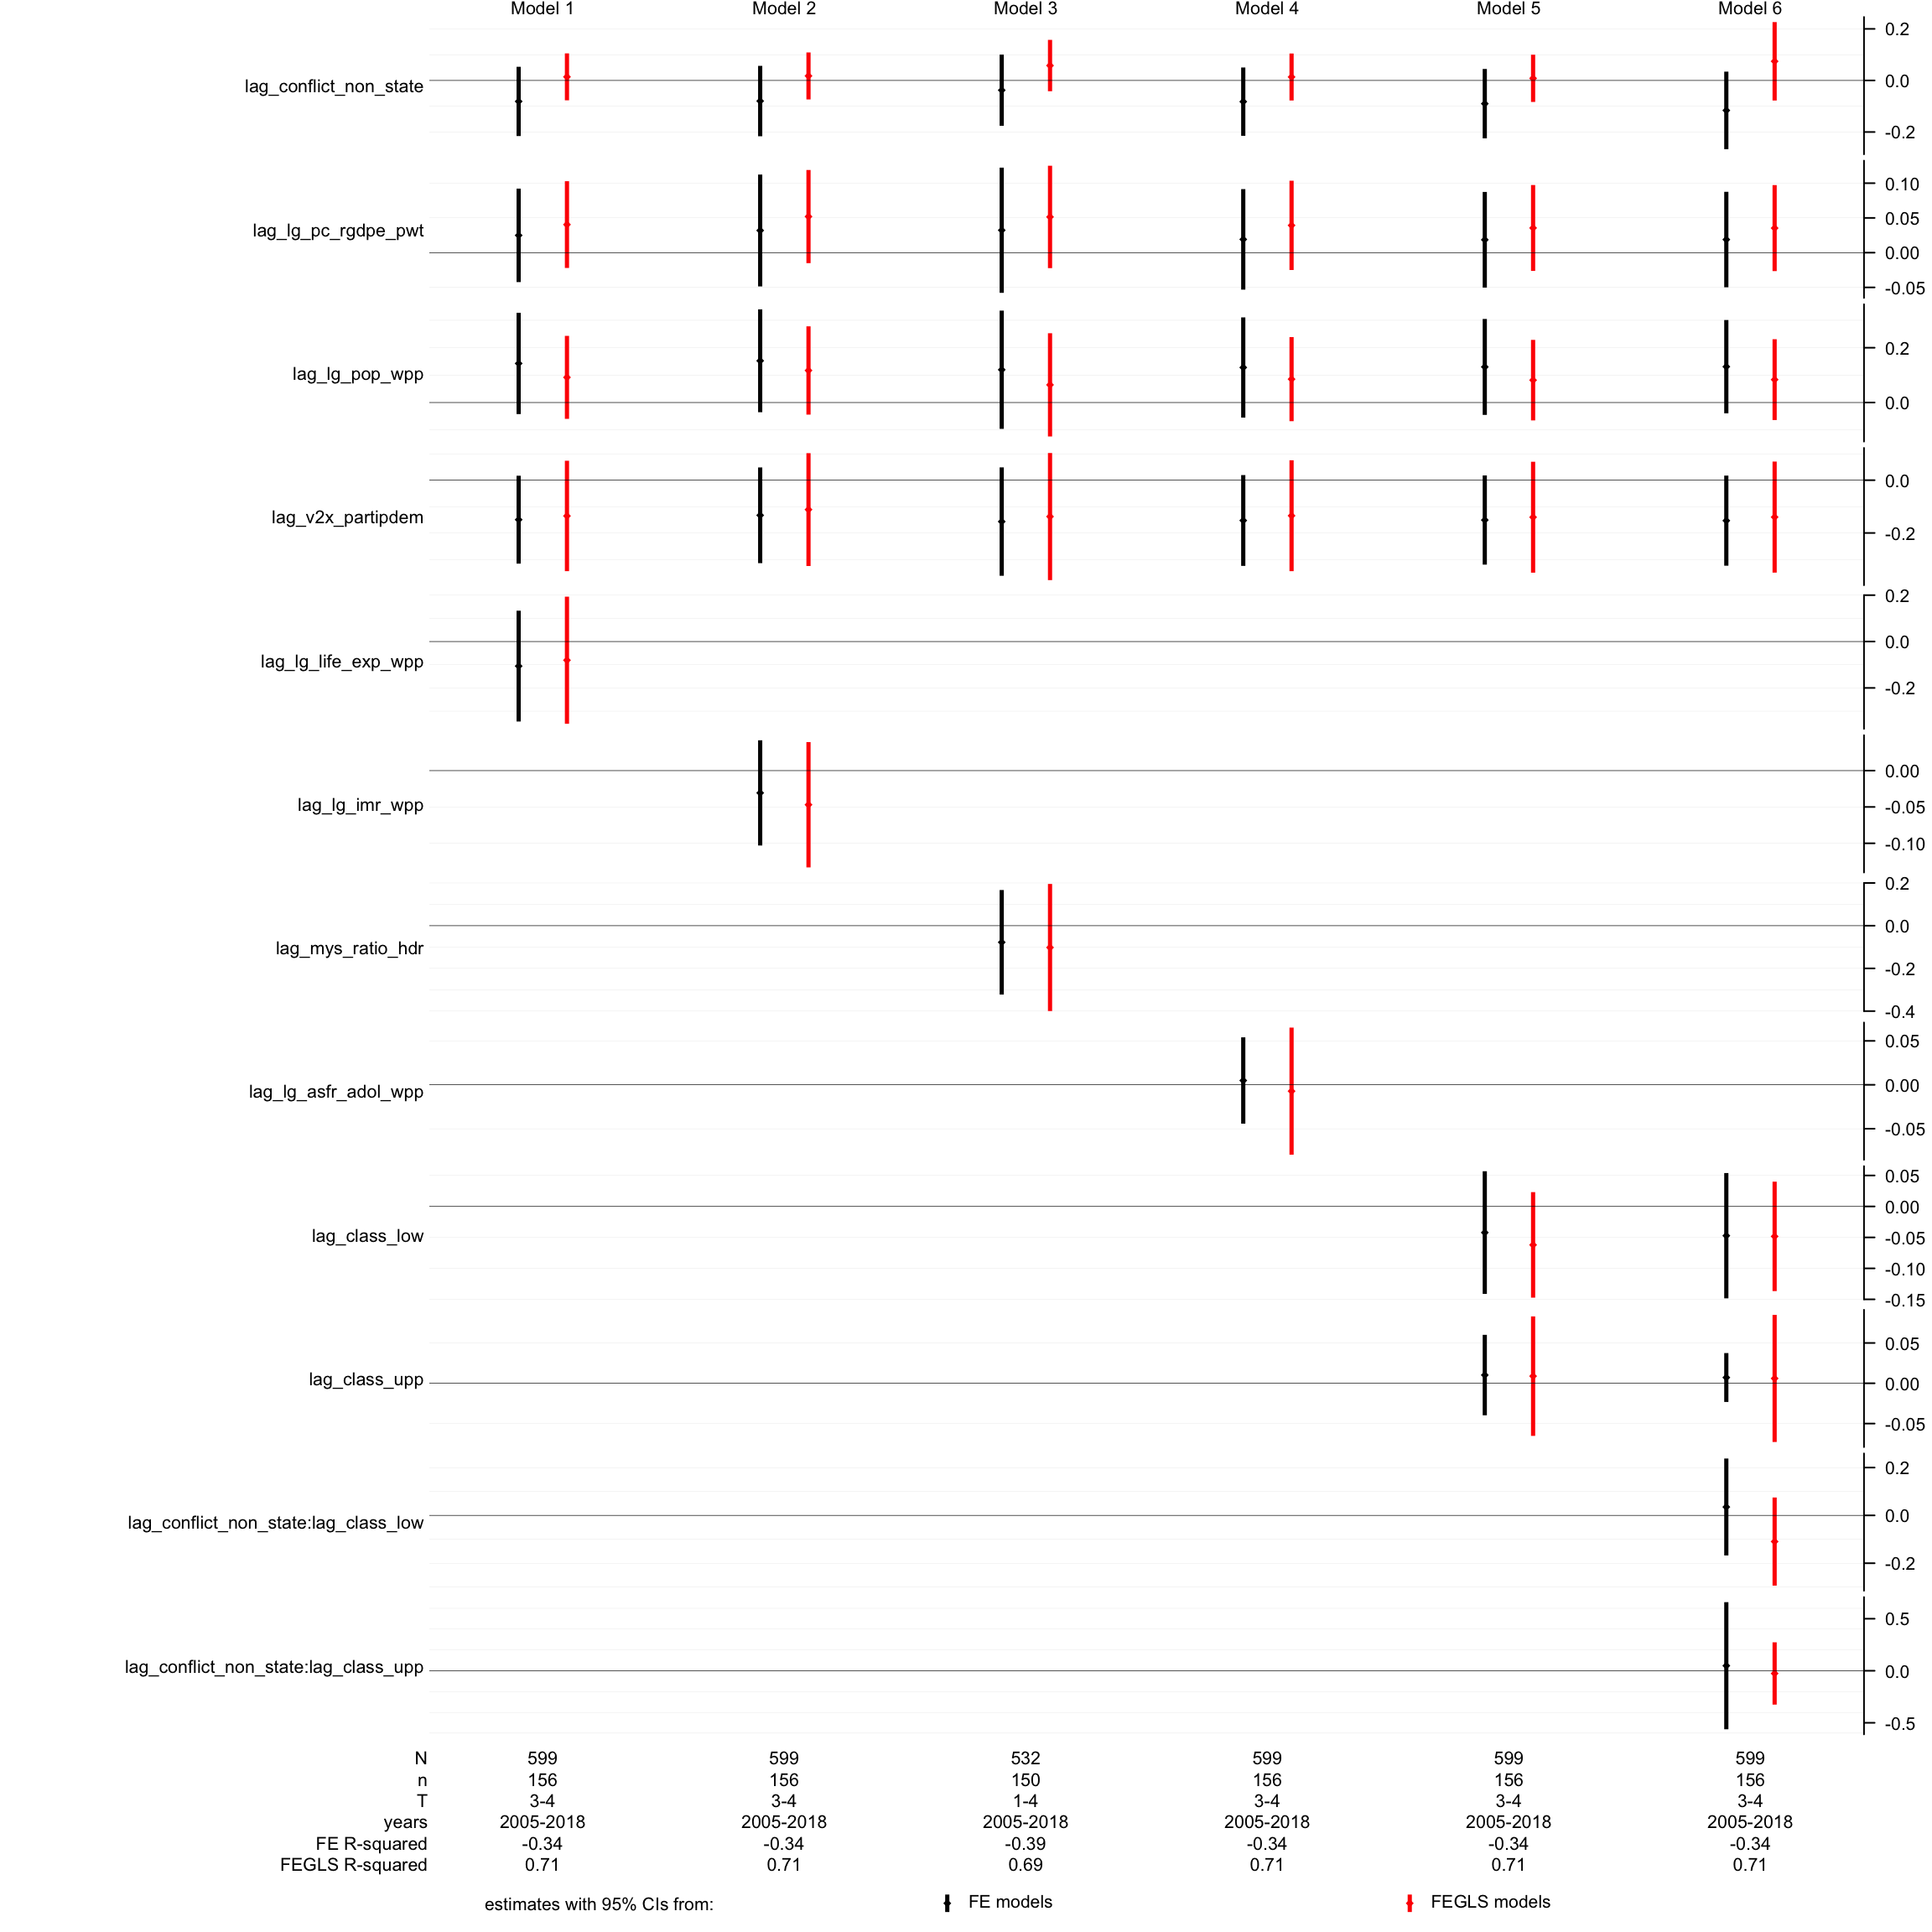 Model 1 Model 2 Model 3 Model 4 Model 5 Model 6
0.2
lag_conflict_non_state
0.0
-0.2
0.10
lag_lg_pc_rgdpe_pwt
0.05
0.00
-0.05
0.2
lag_lg_pop_wpp
0.0
0.0
lag_v2x_partipdem
-0.2
0.2
0.0
lag_lg_life_exp_wpp
-0.2
0.00
lag_lg_imr_wpp
-0.05
-0.10
0.2
0.0
lag_mys_ratio_hdr
-0.2
-0.4
0.05
0.00
lag_lg_asfr_adol_wpp
-0.05
0.05
0.00
lag_class_low
-0.05
-0.10
-0.15
0.05
lag_class_upp
0.00
-0.05
0.2
0.0
lag_conflict_non_state:lag_class_low
-0.2
0.5
lag_conflict_non_state:lag_class_upp
0.0
-0.5
N 599 599 532 599 599 599
n 156 156 150 156 156 156
T 3-4 3-4 1-4 3-4 3-4 3-4
years 2005-2018 2005-2018 2005-2018 2005-2018 2005-2018 2005-2018
FE R-squared -0.34 -0.34 -0.39 -0.34 -0.34 -0.34
FEGLS R-squared 0.71 0.71 0.69 0.71 0.71 0.71
estimates with 95% CIs from: FE models FEGLS models